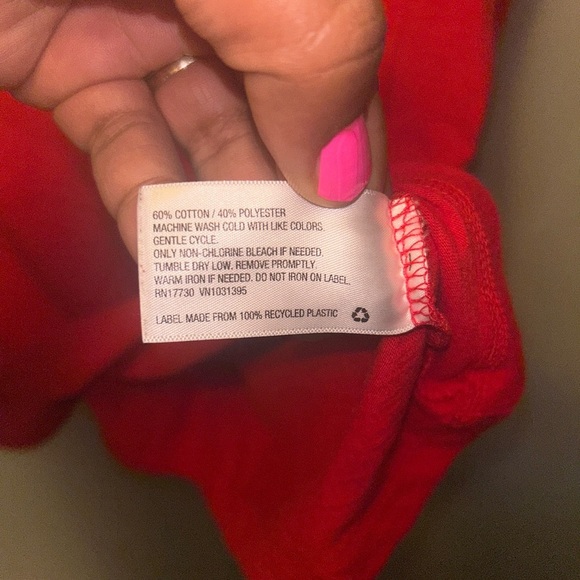 60% COTTON / 40% POLYESTER
MACHINE WASH COLD WITH LIKE COLORS.
GENTLE CYCLE.
ONLY NON-CHLORINE BLEACH IF NEEDED.
TUMBLE DRY LOW. REMOVE PROMPTLY.
WARM IRON IF NEEDED. DO NOT IRON ON LABEL.
RN17730 VN1031395
LABEL MADE FROM 100% RECYCLED PLASTIC